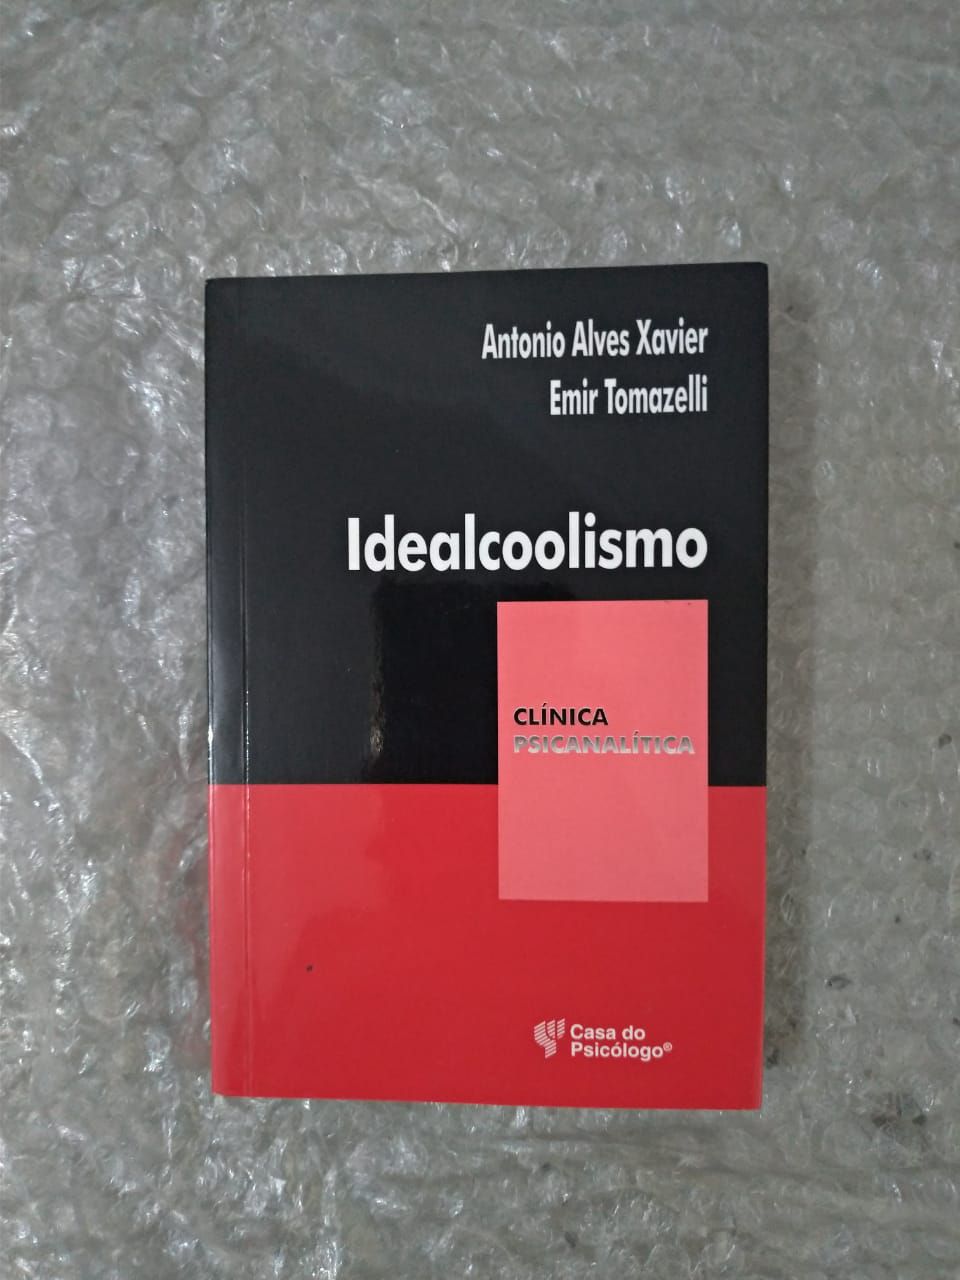 Antonio Alves Xavier
Emir Tomazelli
Idealcoolismo
CLÍNICA
PSICANALÍTICA
Casa do
Psicólogo®